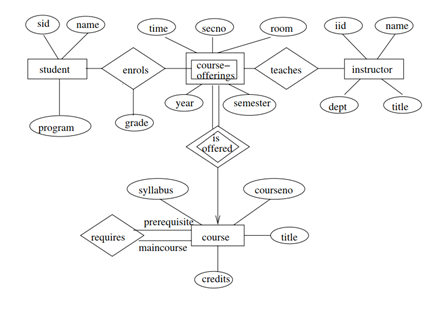 sid
name
time
secno
room
iid
name
student
enrols
course–
offerings
teaches
instructor
year
semester
dept
title
program
grade
is
offered
syllabus
courseno
prerequisite
requires
course
title
maincourse
credits